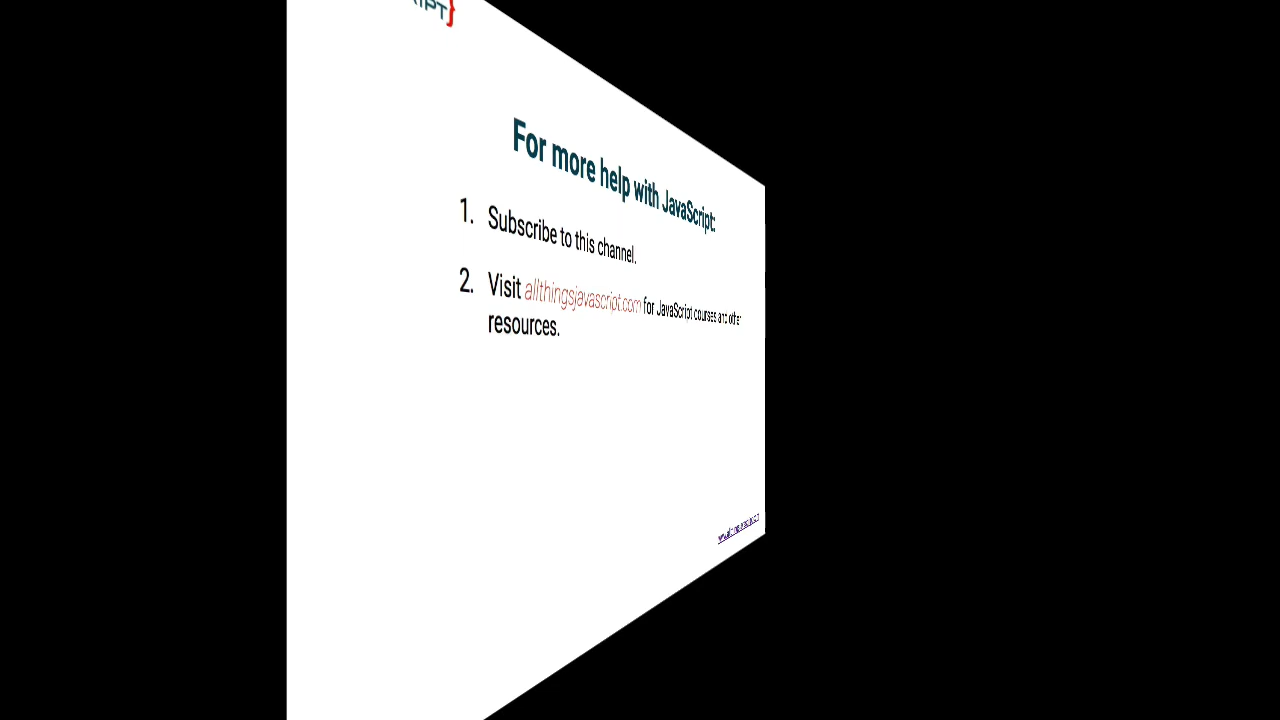 For more help with JavaScript:
1. Subscribe to this channel.
2. Visit allthingsjavascript.com for JavaScript courses and other
resources.